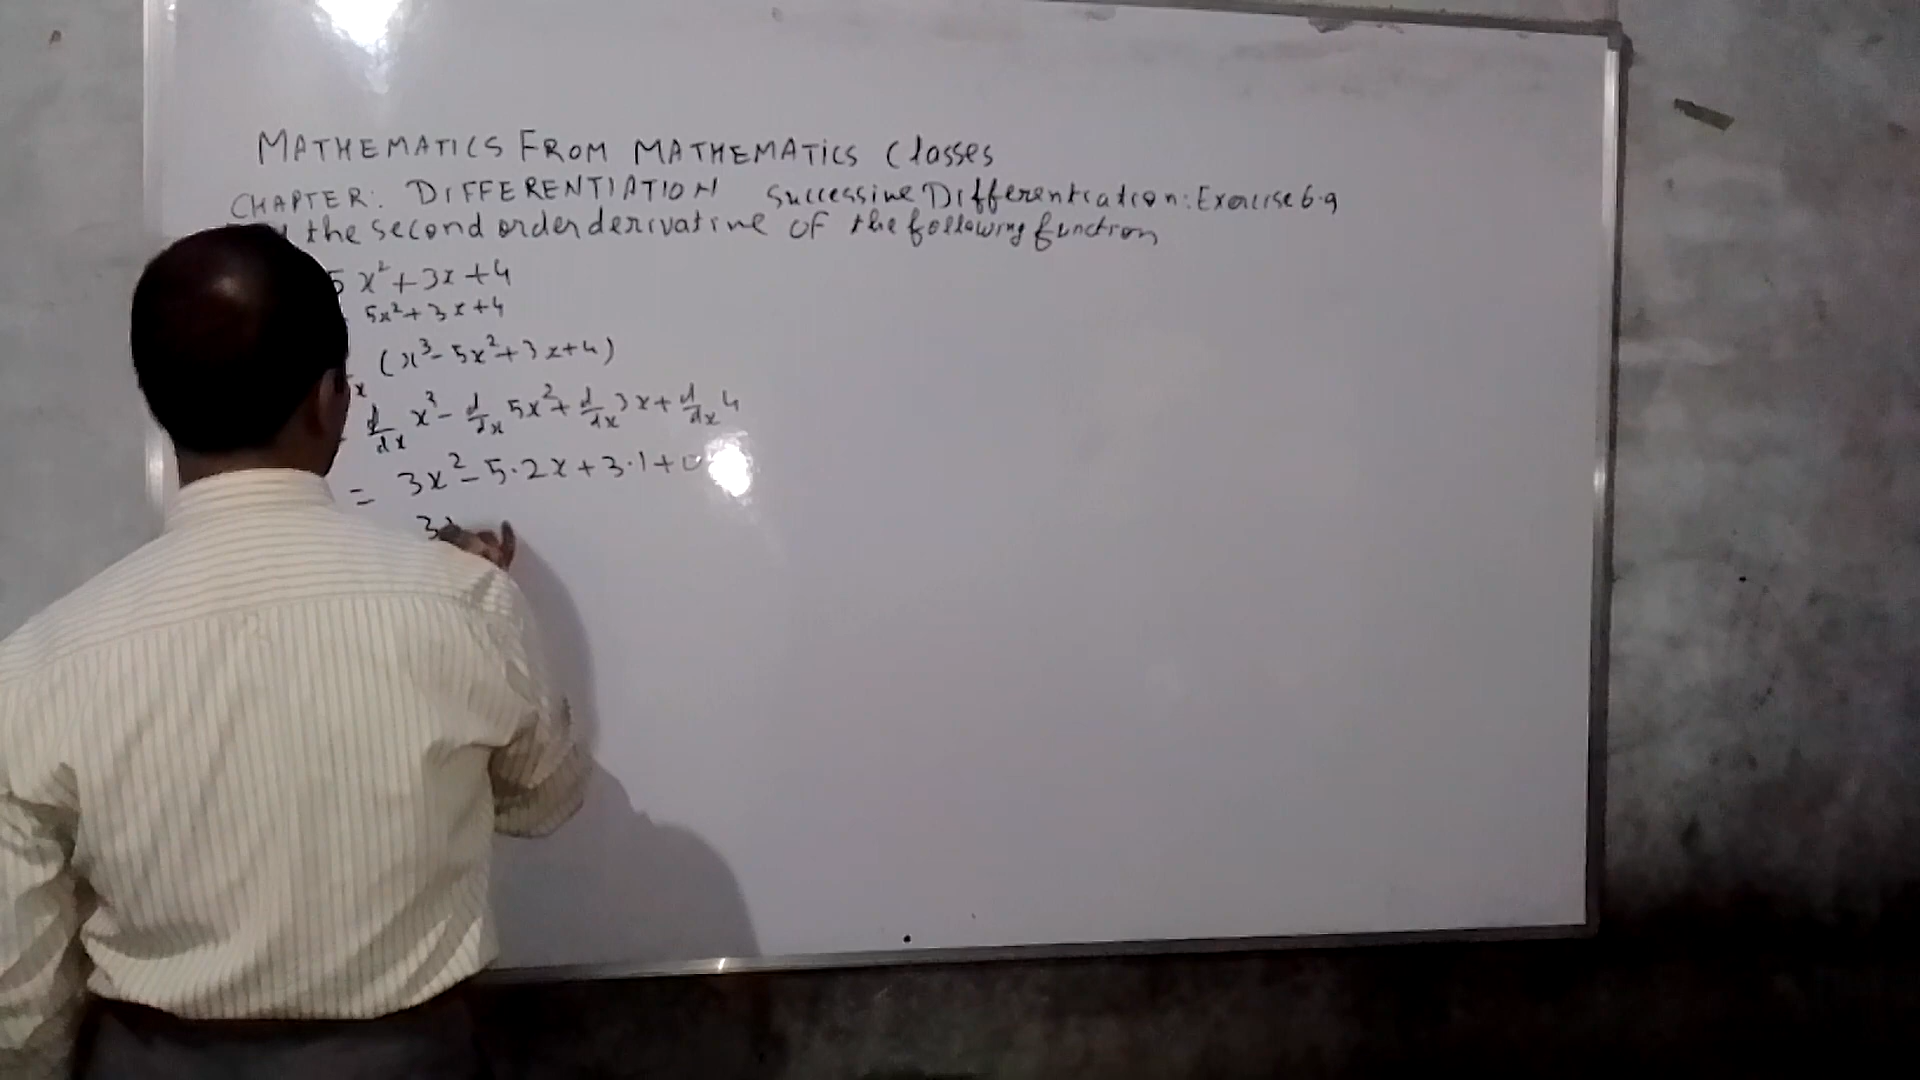 MATHEMATICS FROM MATHEMATICS Classes
CHAPTER: DIFFERENTIATION Successive Differentiation: Exercise 6.9
the second order derivative of the following function
5x²+3x+4
5x²+3x+4
x (x³-5x²+3x+4)
d/dx x³ - d/dx 5x² + d/dx 3x + d/dx 4
= 3x² - 5·2x + 3·1 + 0
3